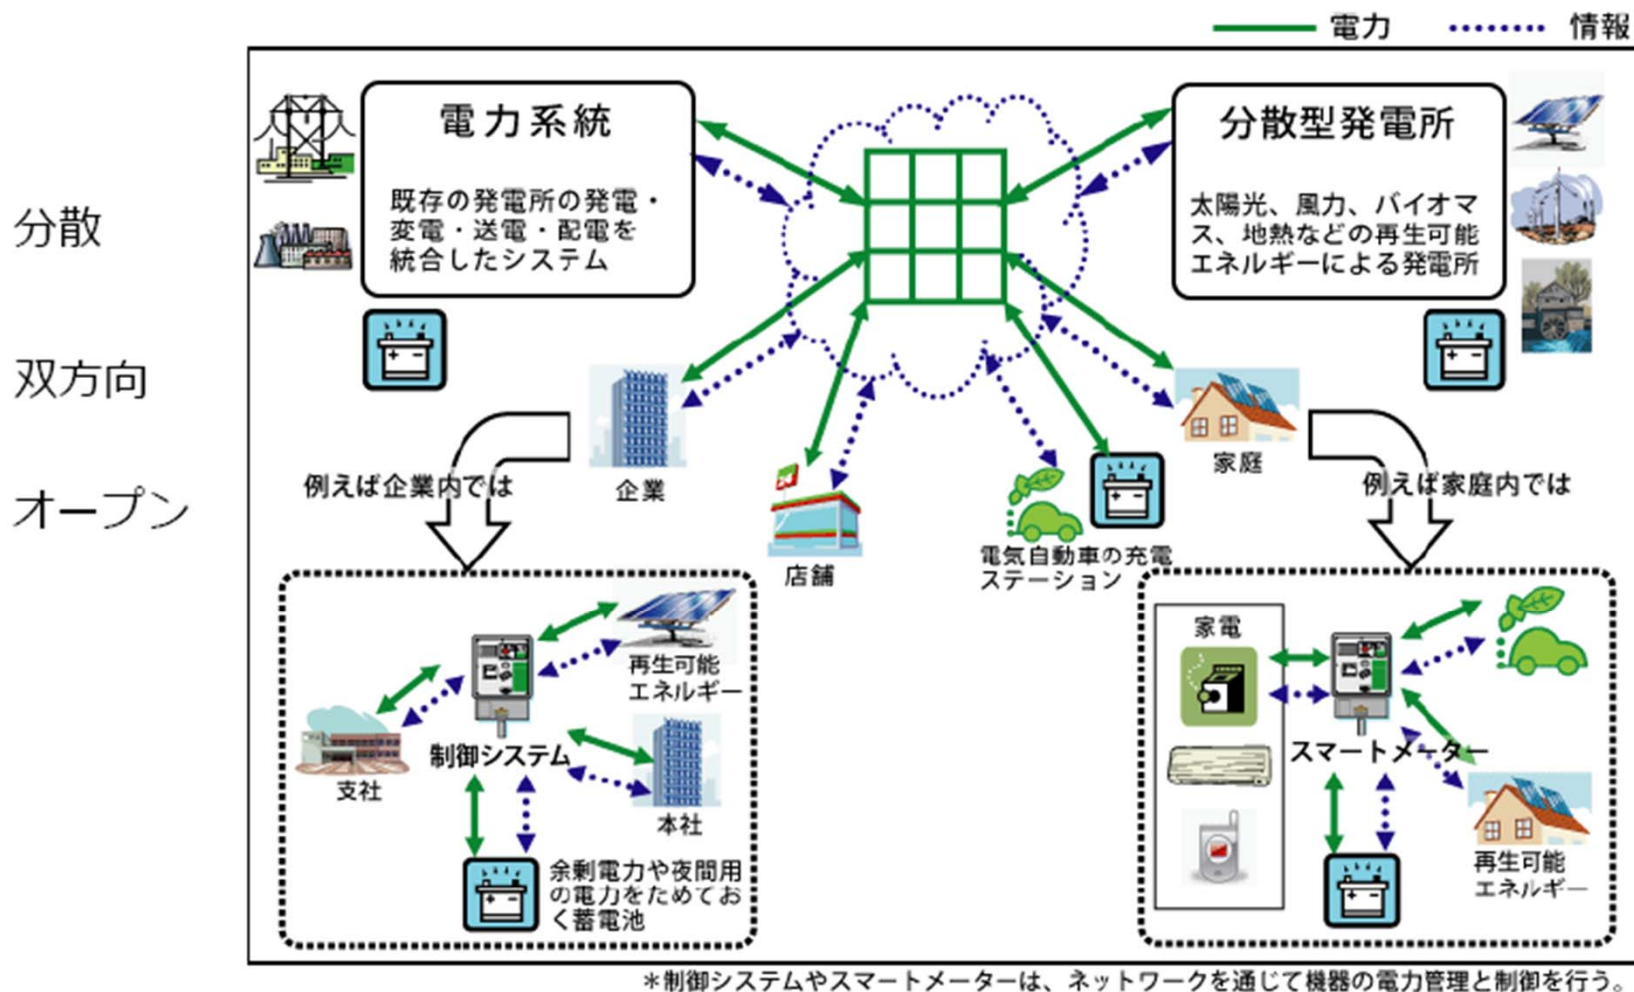 電力
情報
分散
双方向
オープン
電力系統
既存の発電所の発電・
変電・送電・配電を
統合したシステム
分散型発電所
太陽光、風力、バイオマ
ス、地熱などの再生可能
エネルギーによる発電所
例えば企業内では
企業
店舗
電気自動車の充電
ステーション
家庭
例えば家庭内では
再生可能
エネルギー
制御システム
支社
本社
余剰電力や夜間用
の電力をためてお
く蓄電池
家電
スマートメーター
再生可能
エネルギー
＊制御システムやスマートメーターは、ネットワークを通じて機器の電力管理と制御を行う。